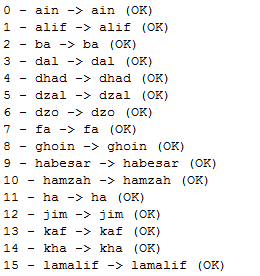 0 - ain -> ain (OK)
1 - alif -> alif (OK)
2 - ba -> ba (OK)
3 - dal -> dal (OK)
4 - dhad -> dhad (OK)
5 - dzal -> dzal (OK)
6 - dzo -> dzo (OK)
7 - fa -> fa (OK)
8 - ghoin -> ghoin (OK)
9 - habesar -> habesar (OK)
10 - hamzah -> hamzah (OK)
11 - ha -> ha (OK)
12 - jim -> jim (OK)
13 - kaf -> kaf (OK)
14 - kha -> kha (OK)
15 - lamalif -> lamalif (OK)